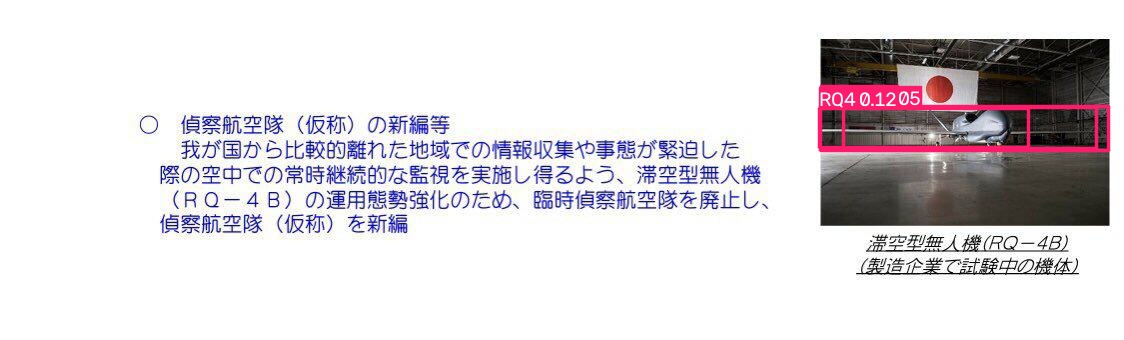 ○ 偵察航空隊（仮称）の新編等
我が国から比較的離れた地域での情報収集や事態が緊迫した
際の空中での常時継続的な監視を実施し得るよう、滞空型無人機
（ＲＱ－４Ｂ）の運用態勢強化のため、臨時偵察航空隊を廃止し、
偵察航空隊（仮称）を新編
RQ4 0.12 05
滞空型無人機(RQ－4B)
(製造企業で試験中の機体)